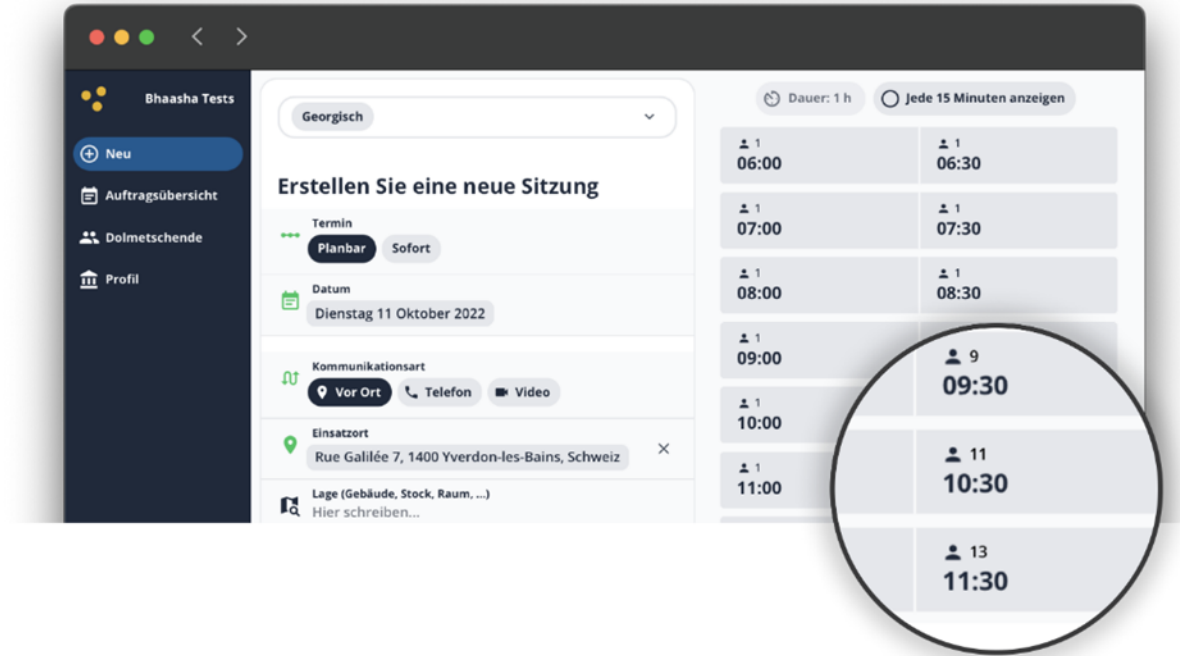 Bhaasha Tests
Neu
Auftragsübersicht
Dolmetschende
Profil
Georgisch
Erstellen Sie eine neue Sitzung
Termin
Planbar Sofort
Datum
Dienstag 11 Oktober 2022
Kommunikationsart
Vor Ort Telefon Video
Einsatzort
Rue Galilée 7, 1400 Yverdon-les-Bains, Schweiz
Lage (Gebäude, Stock, Raum, ...)
Hier schreiben...
Dauer: 1 h Jede 15 Minuten anzeigen
1 1
06:00 06:30
1 1
07:00 07:30
1 1
08:00 08:30
1
09:00
1
10:00
1
11:00
9
09:30
11
10:30
13
11:30